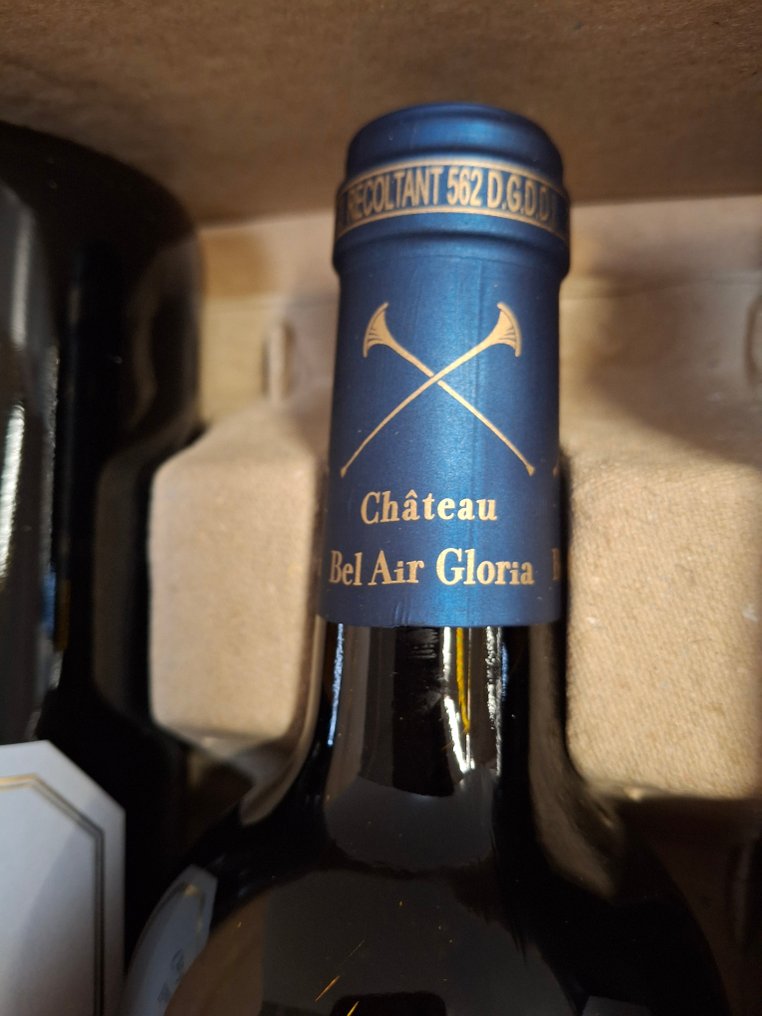 RECOLTANT 562 D.G.D.D.I.
Château
Bel Air Gloria